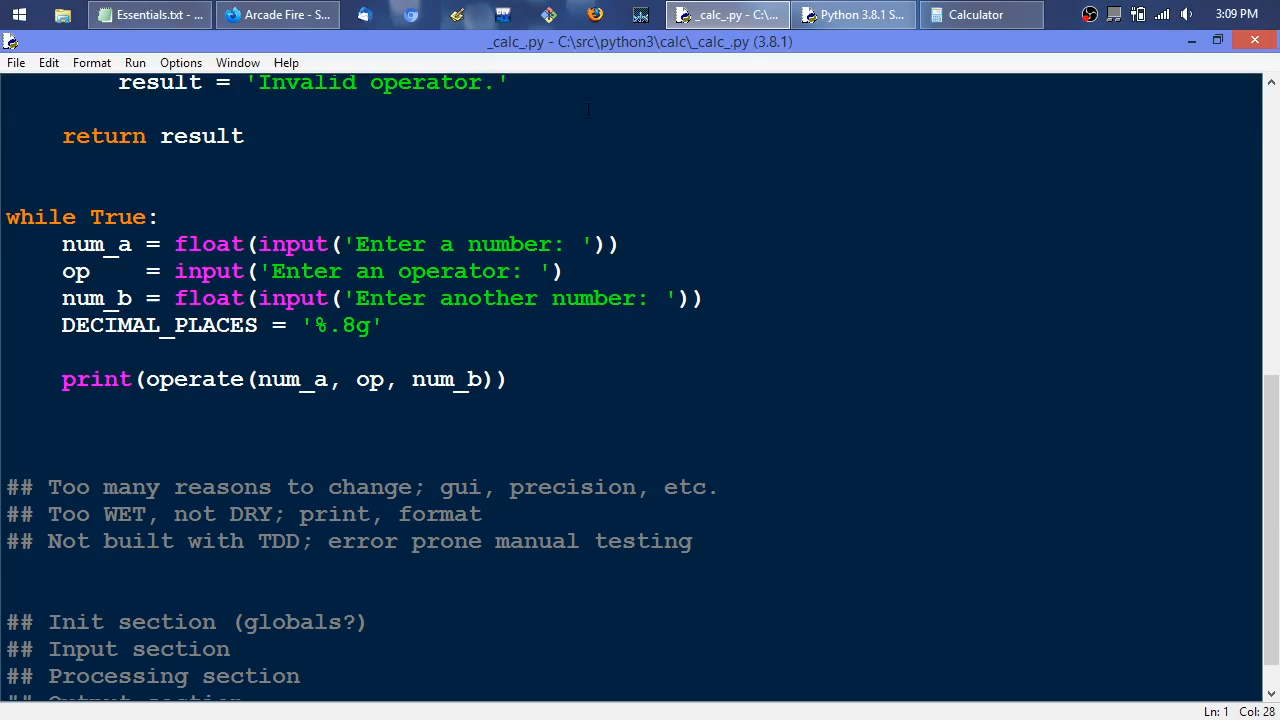 Essentials.txt - ...
Arcade Fire - S...
_calc_.py - C:\...
Python 3.8.1 S...
Calculator
3:09 PM
_calc_.py - C:\src\python3\calc\_calc_.py (3.8.1)
File Edit Format Run Options Window Help
result = 'Invalid operator.'
return result
while True:
num_a = float(input('Enter a number: '))
op    = input('Enter an operator: ')
num_b = float(input('Enter another number: '))
DECIMAL_PLACES = '%.8g'
print(operate(num_a, op, num_b))
## Too many reasons to change; gui, precision, etc.
## Too WET, not DRY; print, format
## Not built with TDD; error prone manual testing
## Init section (globals?)
## Input section
## Processing section
## Output section
Ln: 1 Col: 28